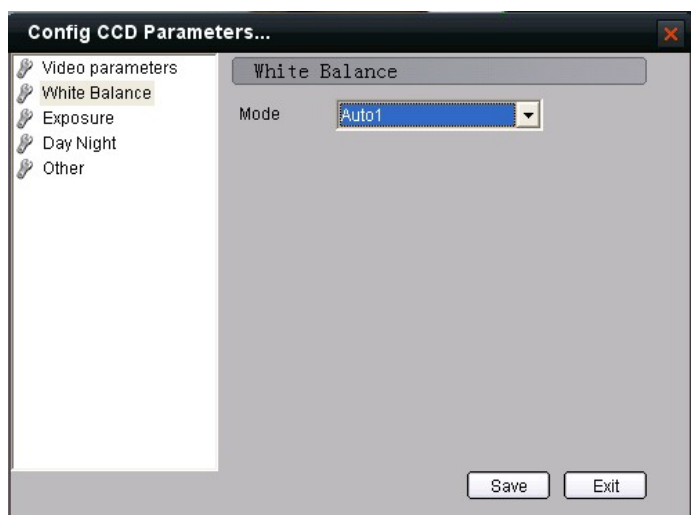 Config CCD Parameters...
Video parameters
White Balance
Exposure
Day Night
Other
White Balance
Mode Auto1
Save Exit